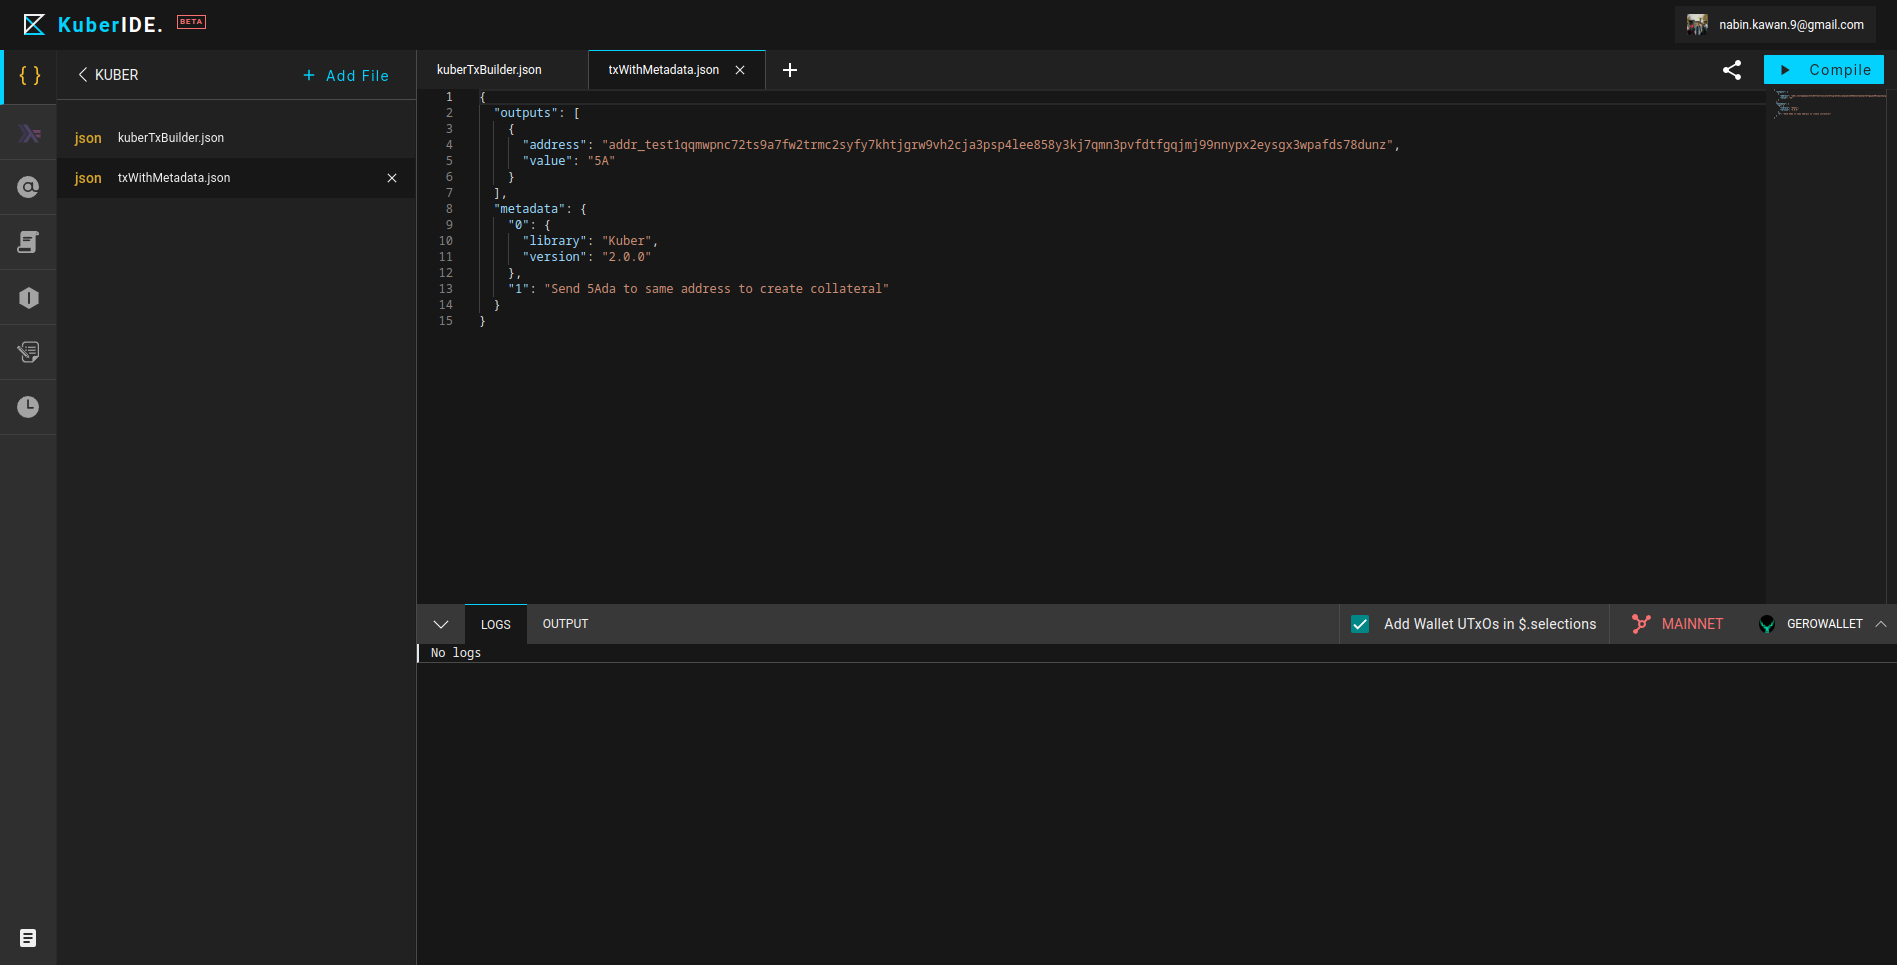 KuberIDE. BETA
nabin.kawan.9@gmail.com
{ }
KUBER
+ Add File
json kuberTxBuilder.json
json txWithMetadata.json
kuberTxBuilder.json
txWithMetadata.json
Compile
1 {
2 "outputs": [
3 {
4 "address": "addr_test1qqmwpnc72ts9a7fw2trmc2syfy7khtjgrw9vh2cja3psp4lee858y3kj7qmn3pvfdtfgqjmj99nnypx2eysgx3wpafds78dunz",
5 "value": "5A"
6 }
7 ],
8 "metadata": {
9 "0": {
10 "library": "Kuber",
11 "version": "2.0.0"
12 },
13 "1": "Send 5Ada to same address to create collateral"
14 }
15 }
LOGS
OUTPUT
Add Wallet UTxOs in $.selections
MAINNET
GEROWALLET
No logs